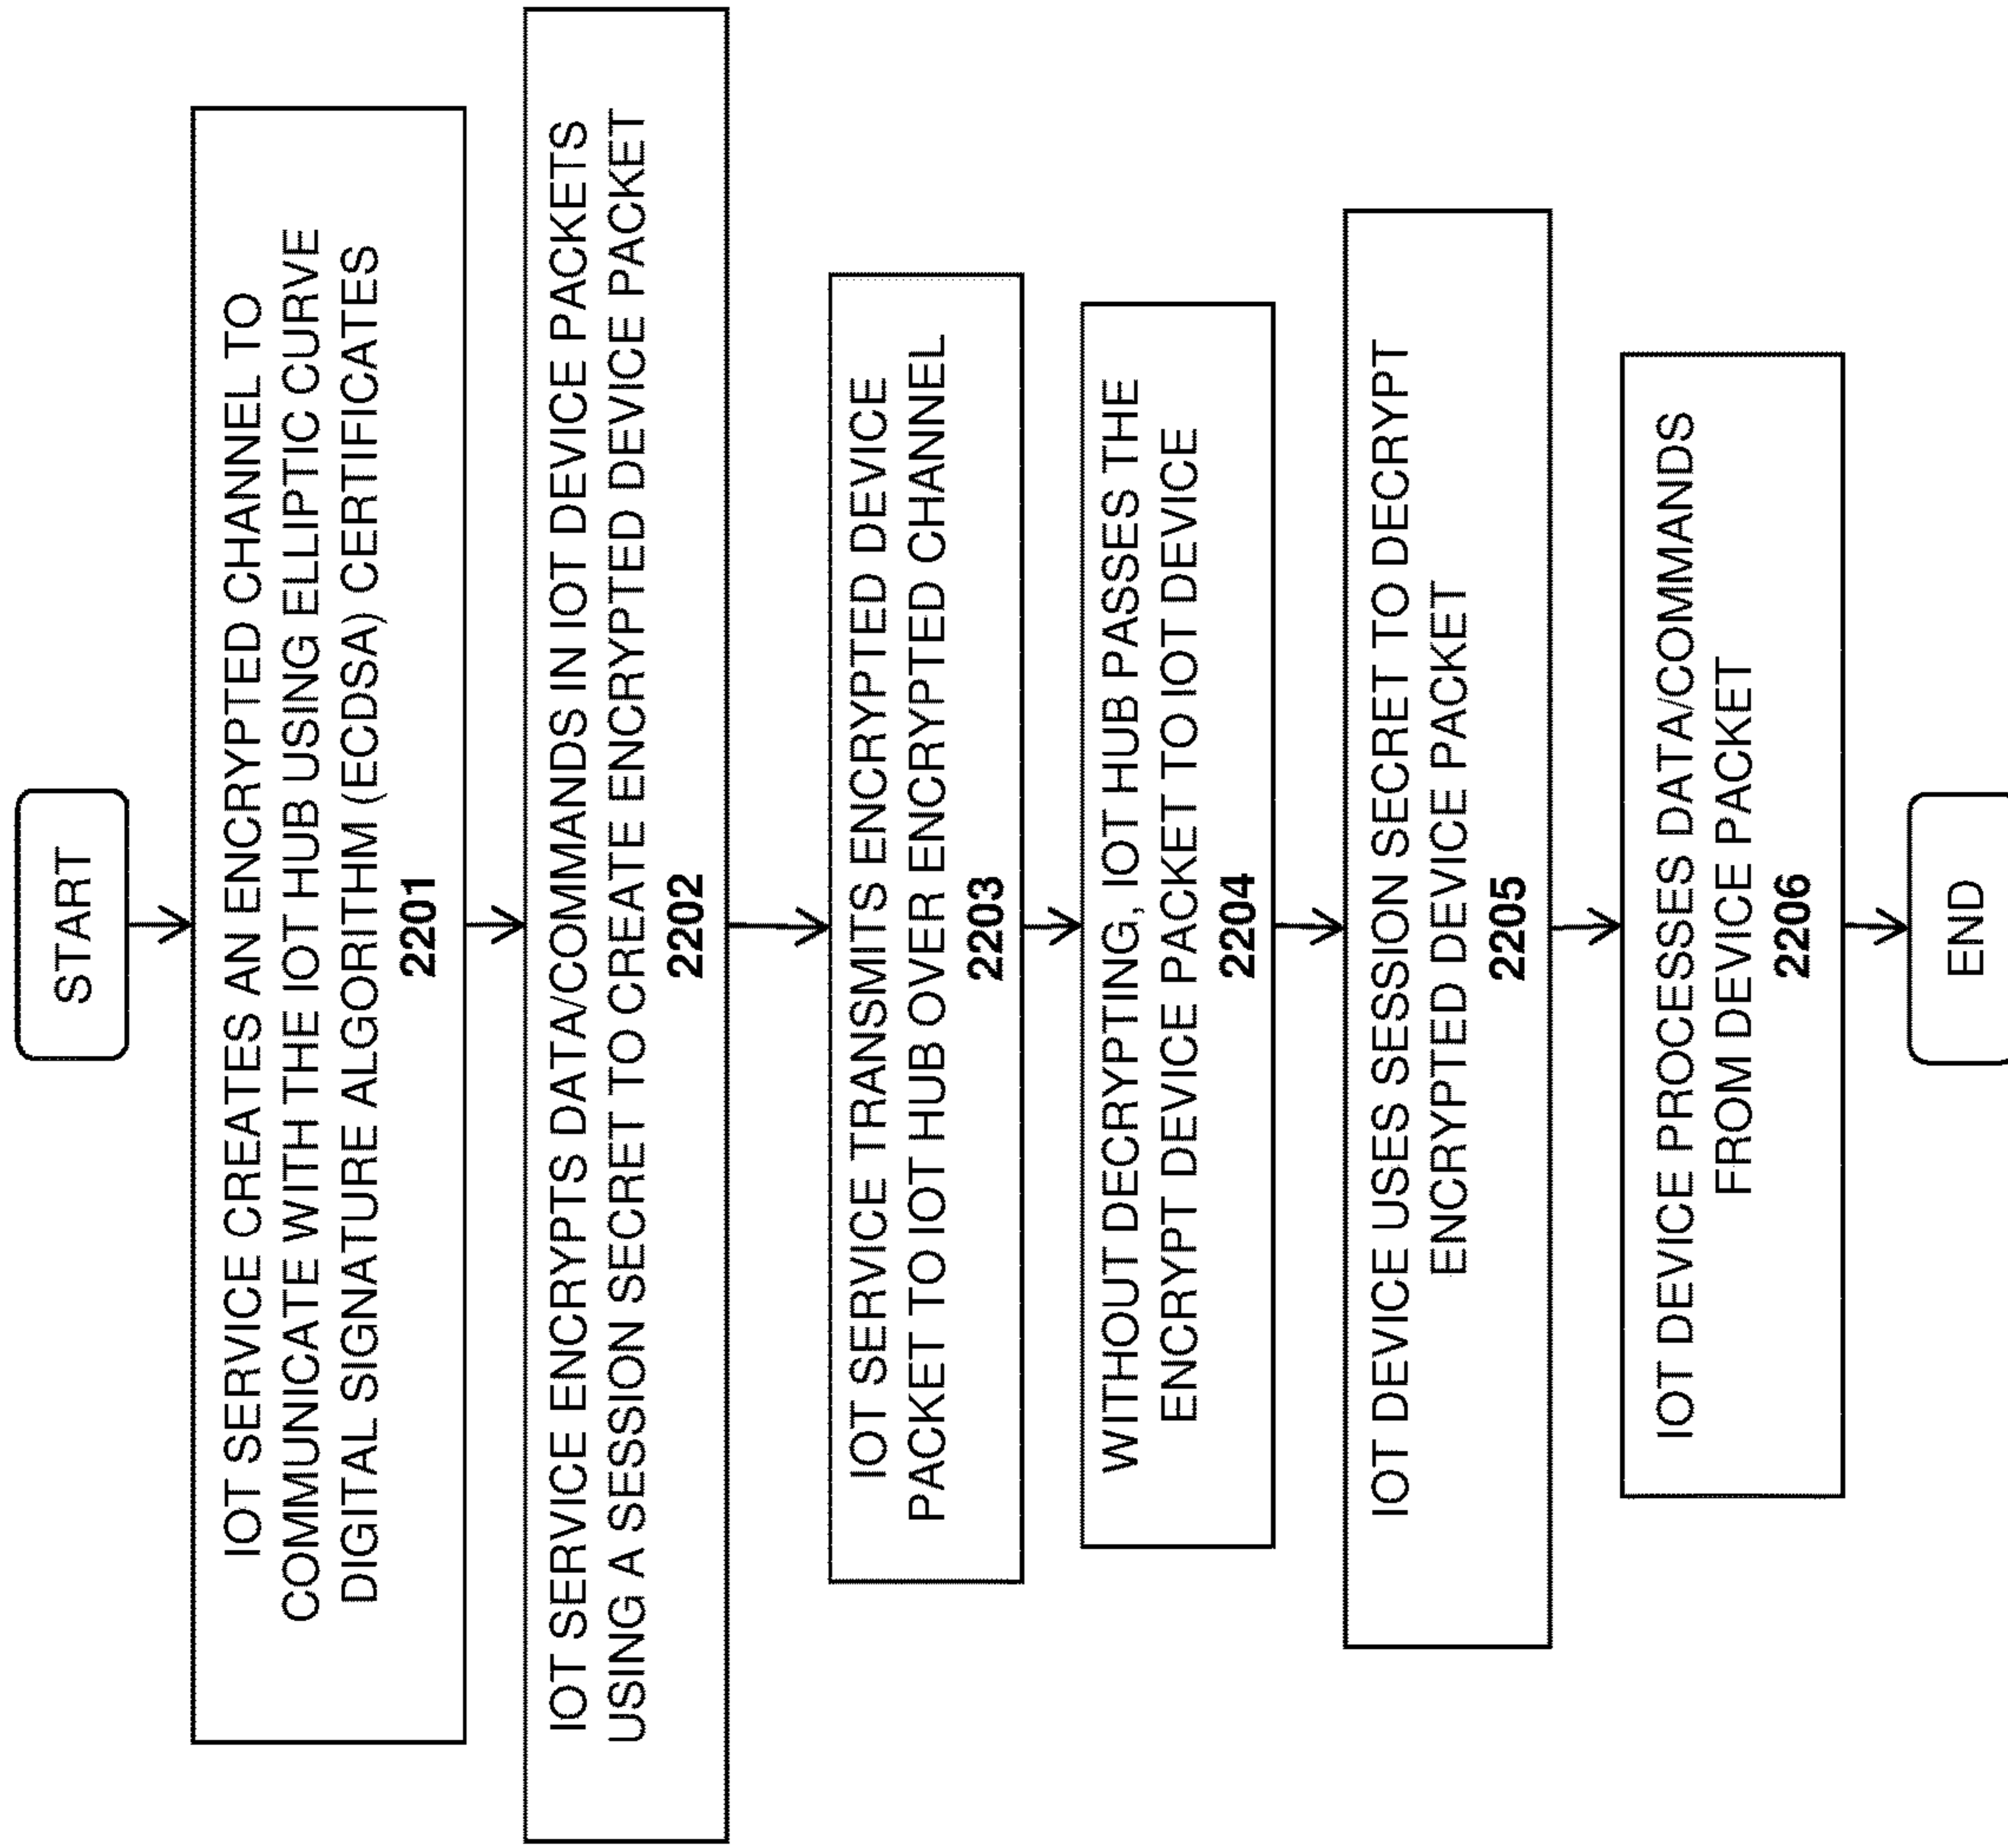 START
IOT SERVICE CREATES AN ENCRYPTED CHANNEL TO
COMMUNICATE WITH THE IOT HUB USING ELLIPTIC CURVE
DIGITAL SIGNATURE ALGORITHM (ECDSA) CERTIFICATES
2201
IOT SERVICE ENCRYPTS DATA/COMMANDS IN IOT DEVICE PACKETS
USING A SESSION SECRET TO CREATE ENCRYPTED DEVICE PACKET
2202
IOT SERVICE TRANSMITS ENCRYPTED DEVICE
PACKET TO IOT HUB OVER ENCRYPTED CHANNEL
2203
WITHOUT DECRYPTING, IOT HUB PASSES THE
ENCRYPT DEVICE PACKET TO IOT DEVICE
2204
IOT DEVICE USES SESSION SECRET TO DECRYPT
ENCRYPTED DEVICE PACKET
2205
IOT DEVICE PROCESSES DATA/COMMANDS
FROM DEVICE PACKET
2206
END